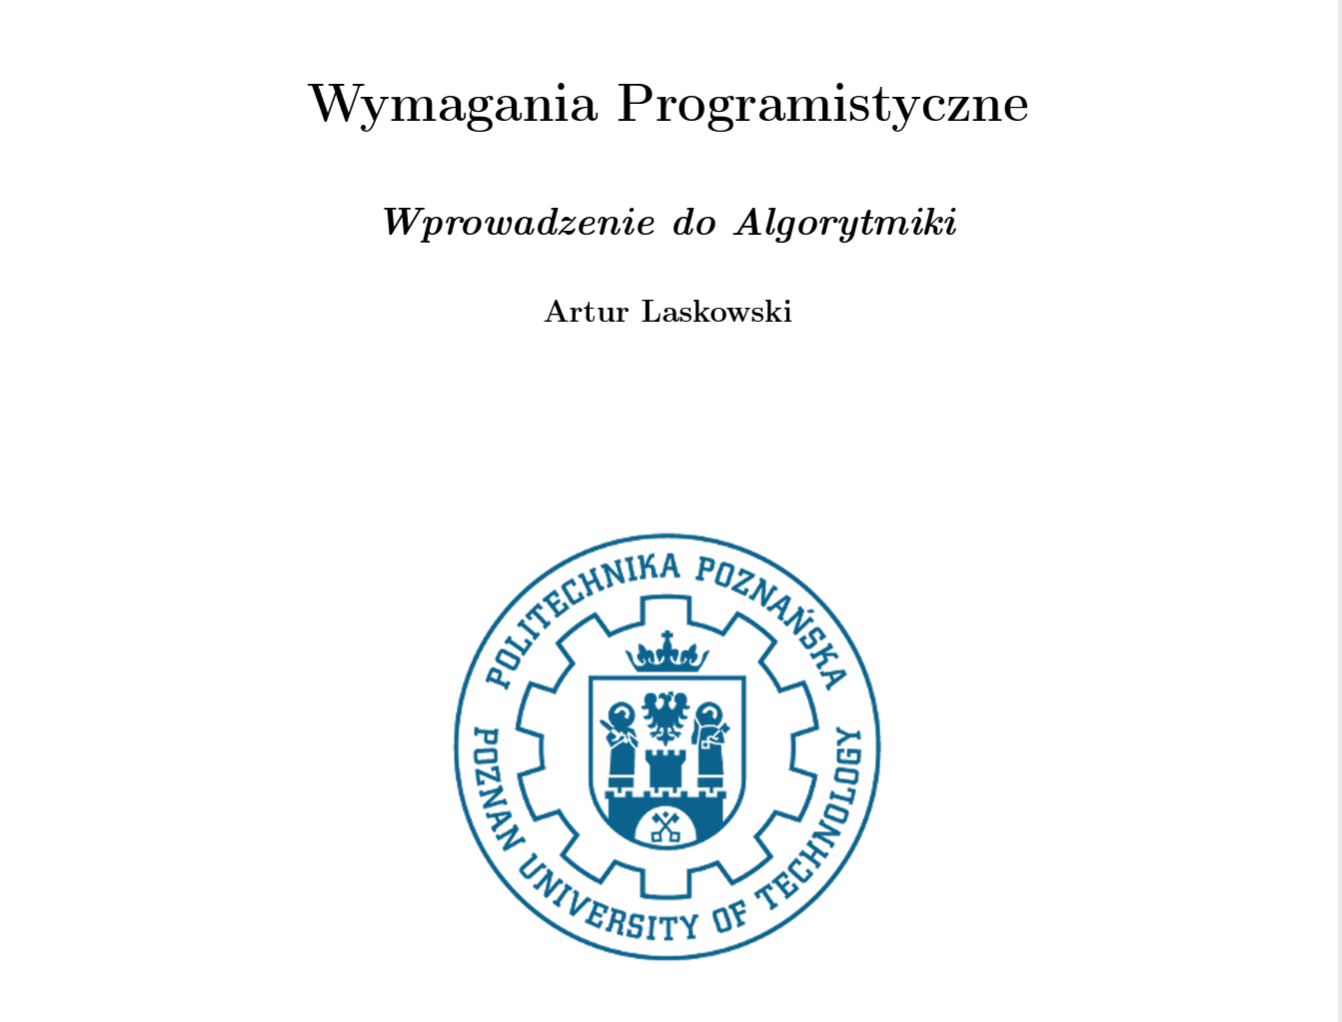 Wymagania Programistyczne
Wprowadzenie do Algorytmiki
Artur Laskowski
POLITECHNIKA POZNAŃSKA
POZNAN UNIVERSITY OF TECHNOLOGY